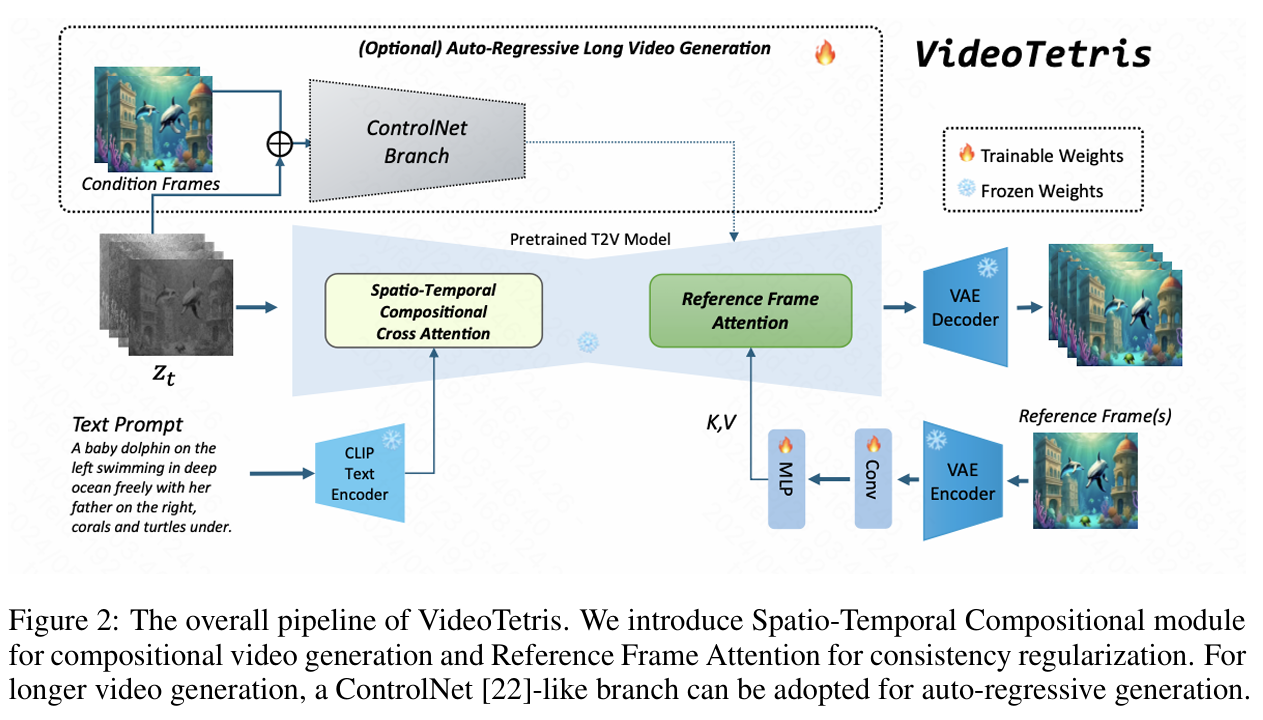 (Optional) Auto-Regressive Long Video Generation
VideoTetris
ControlNet
Branch
Condition Frames
Trainable Weights
Frozen Weights
Pretrained T2V Model
Spatio-Temporal
Compositional
Cross Attention
Reference Frame
Attention
VAE
Decoder
Zt
Text Prompt
A baby dolphin on the
left swimming in deep
ocean freely with her
father on the right,
corals and turtles under.
CLIP
Text
Encoder
K,V
MLP
Conv
VAE
Encoder
Reference Frame(s)
Figure 2: The overall pipeline of VideoTetris. We introduce Spatio-Temporal Compositional module
for compositional video generation and Reference Frame Attention for consistency regularization. For
longer video generation, a ControlNet [22]-like branch can be adopted for auto-regressive generation.